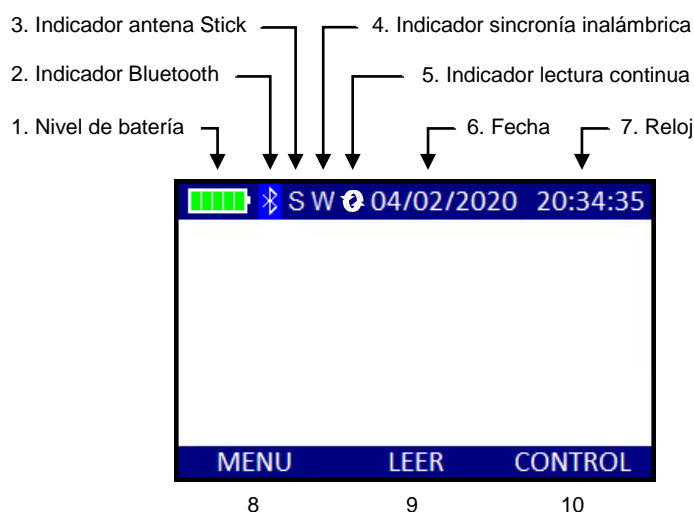 3. Indicador antena Stick
4. Indicador sincronía inalámbrica
2. Indicador Bluetooth
5. Indicador lectura continua
1. Nivel de batería
6. Fecha
7. Reloj
S W 04/02/2020 20:34:35
MENU LEER CONTROL
8 9 10